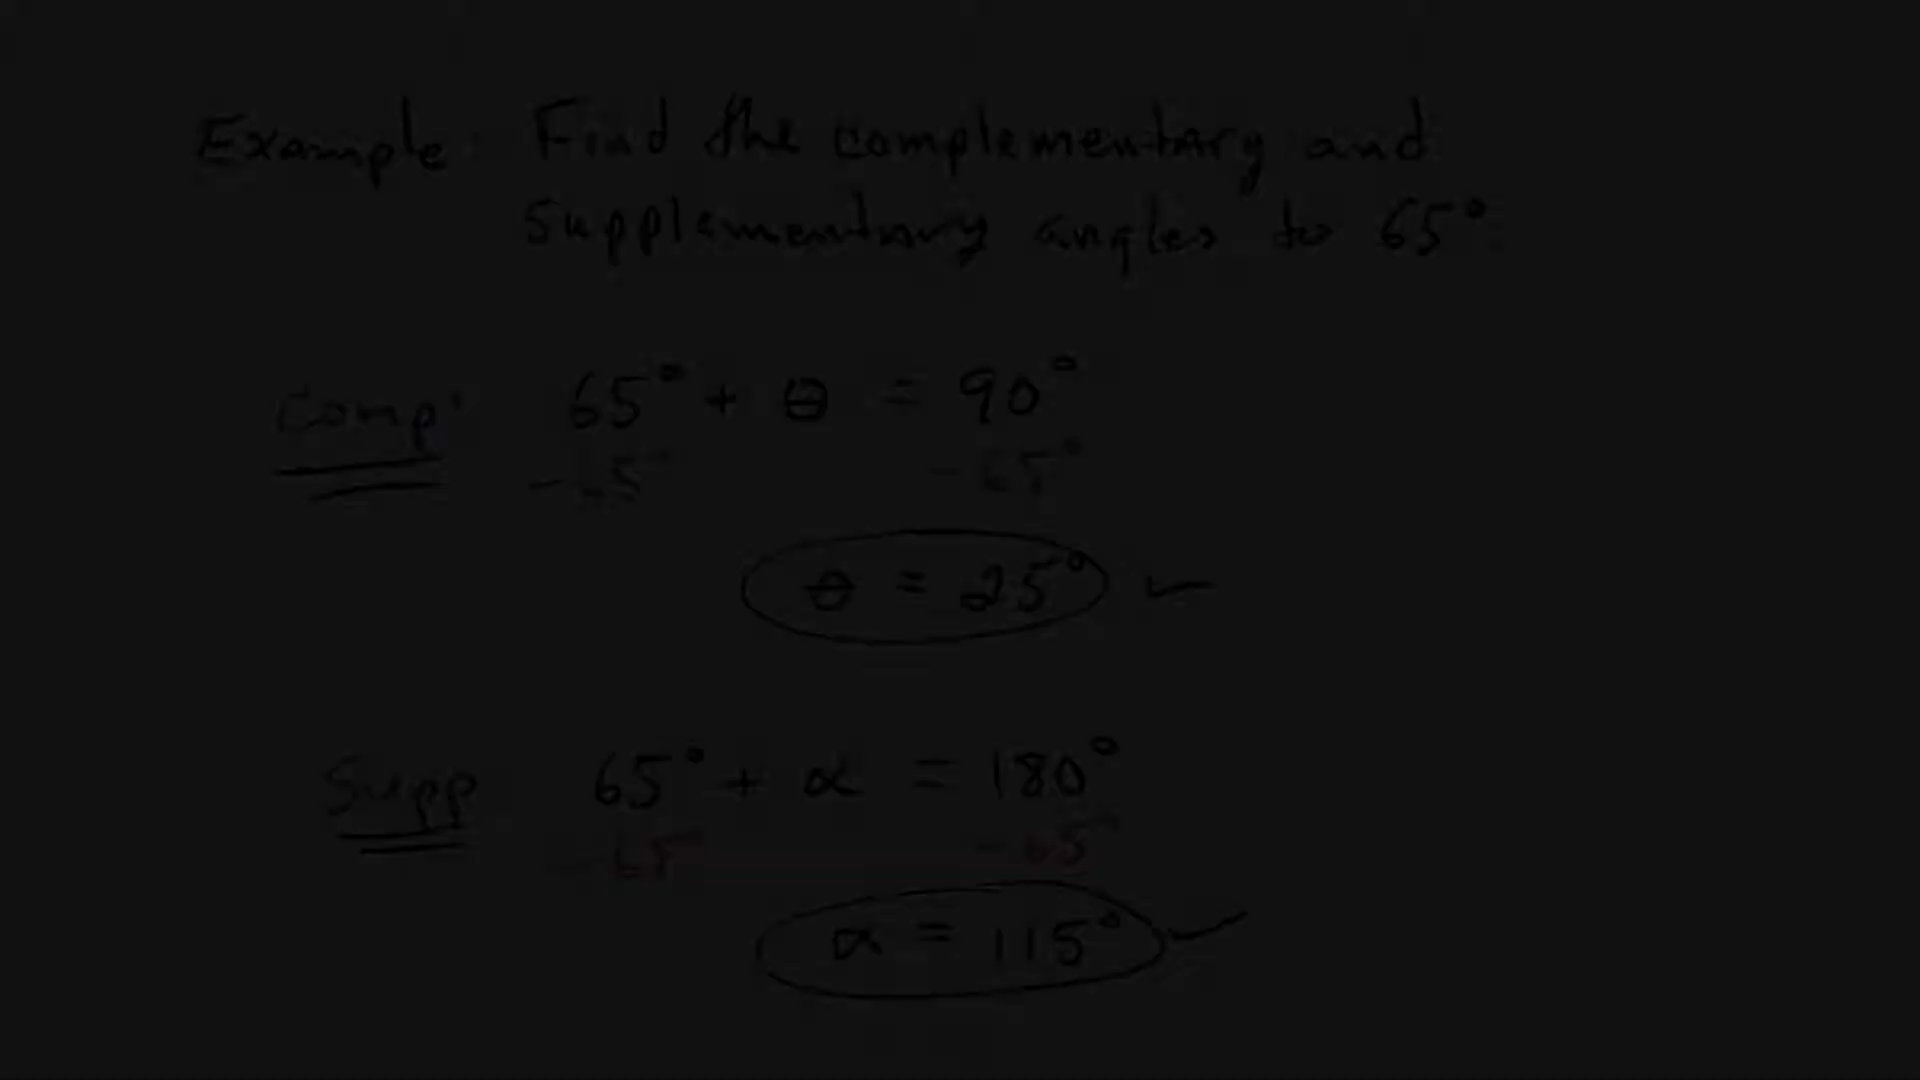 Example: Find the complementary and
supplementary angles to 65°.
Comp: 65° + θ = 90°
-65° -65°
θ = 25° ✓
Supp 65° + α = 180°
-65° -65°
α = 115° ✓